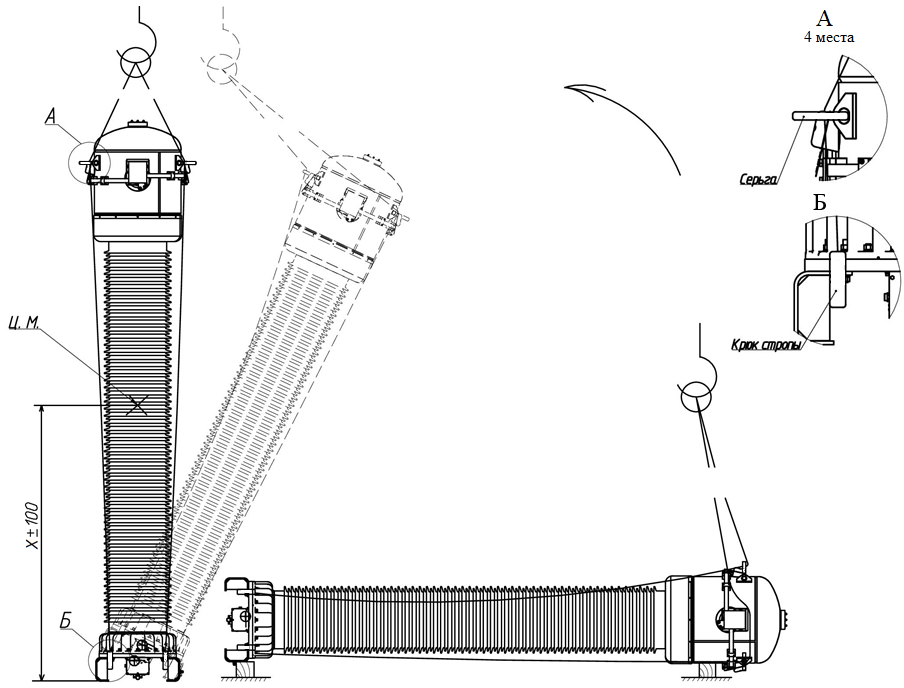 А
4 места
А
Серьга
Б
Ц. М.
Крюк стропы
X±100
Б